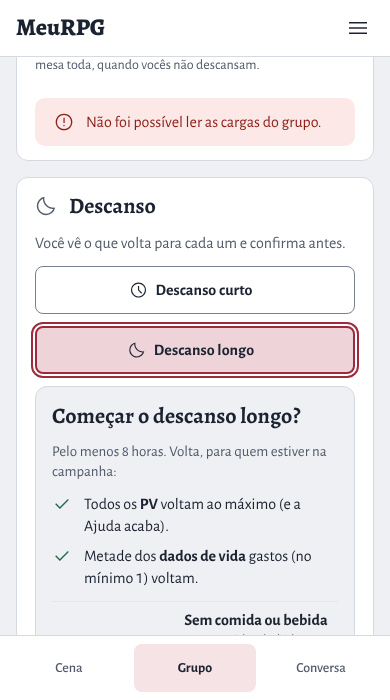 MeuRPG
mesa toda, quando vocês não descansam.
Não foi possível ler as cargas do grupo.
Descanso
Você vê o que volta para cada um e confirma antes.
Descanso curto
Descanso longo
Começar o descanso longo?
Pelo menos 8 horas. Volta, para quem estiver na
campanha:
Todos os PV voltam ao máximo (e a
Ajuda acaba).
Metade dos dados de vida gastos (no
mínimo 1) voltam.
Sem comida ou bebida
Cena
Grupo
Conversa